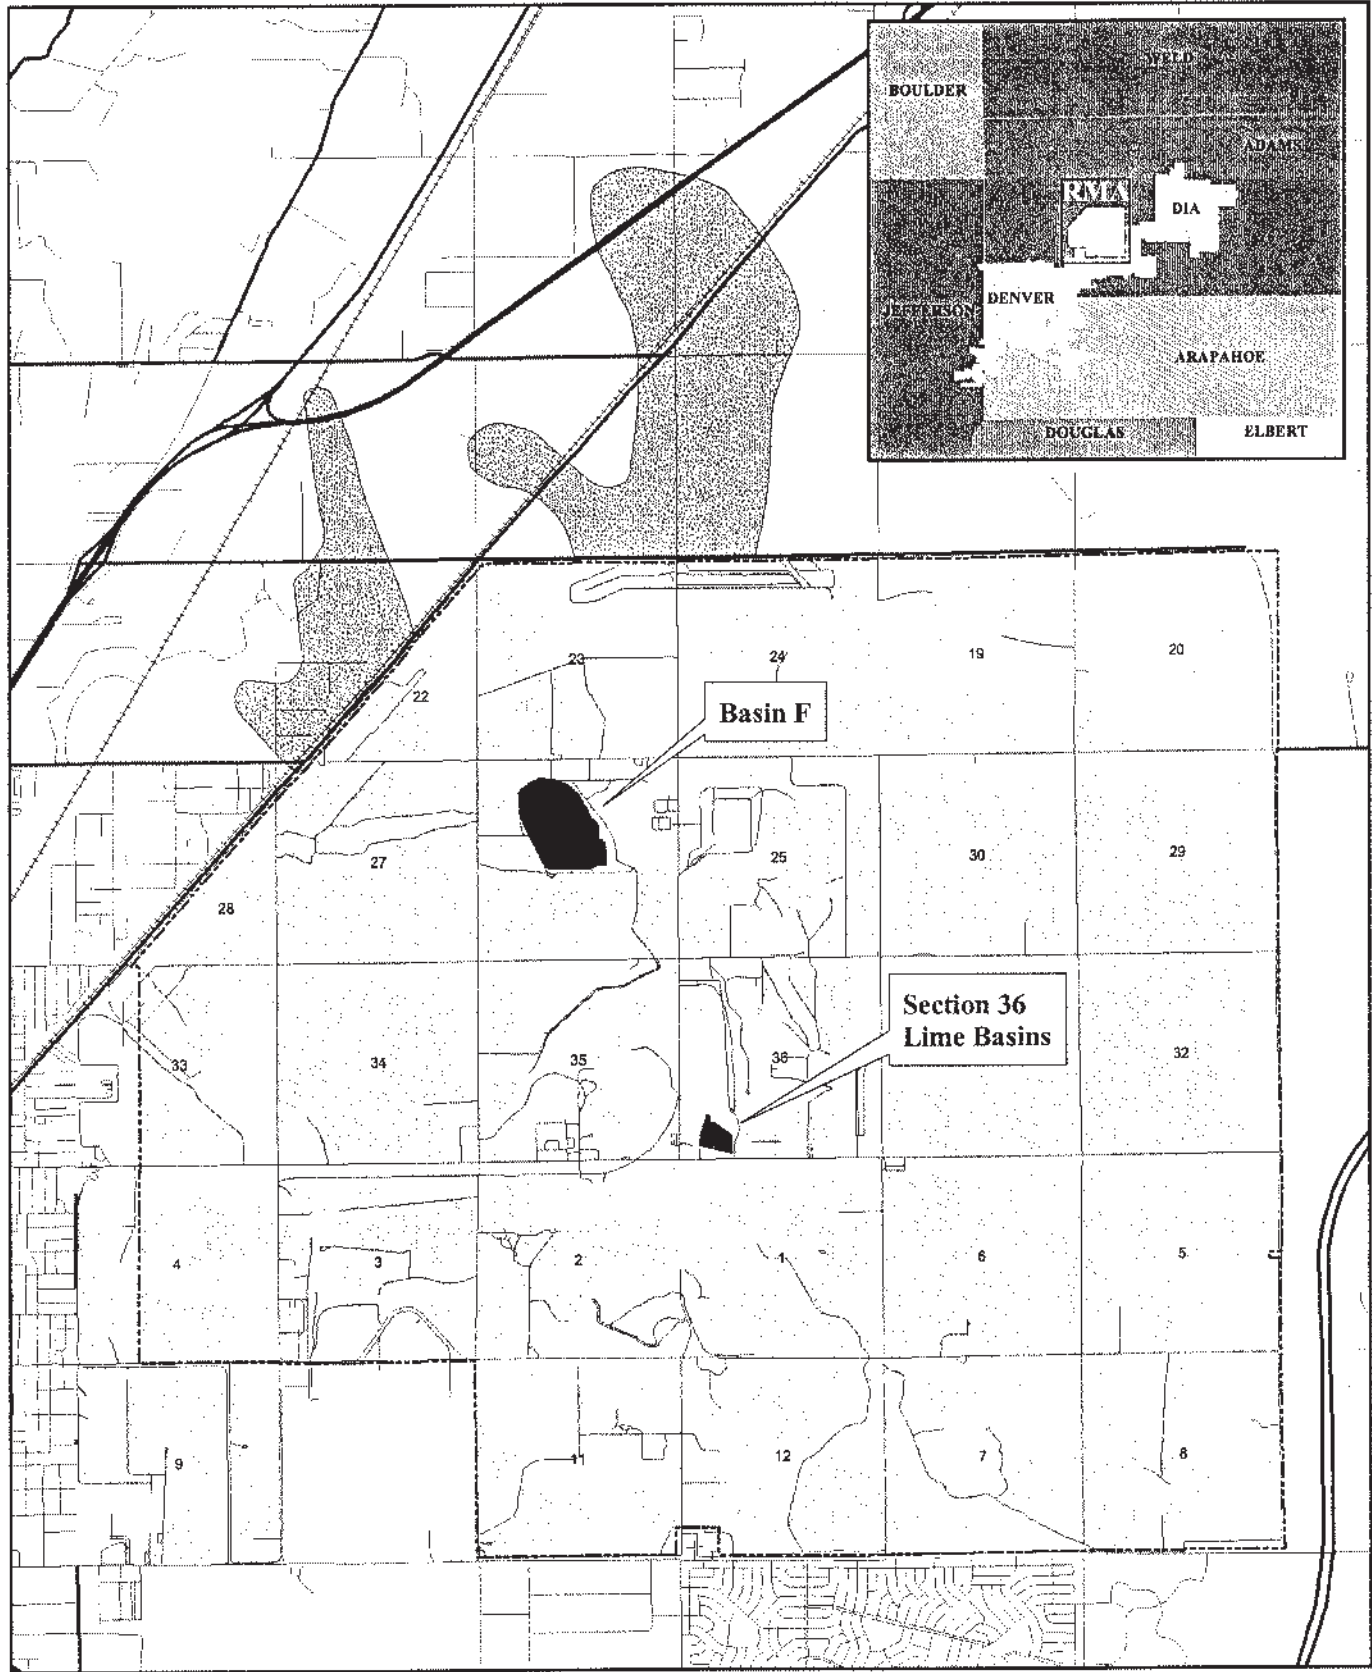 WELD
BOULDER
ADAMS
RMA
DIA
DENVER
JEFFERSON
ARAPAHOE
DOUGLAS
ELBERT
23
24
19
20
22
Basin F
27
25
30
29
28
Section 36
Lime Basins
33
34
35
36
32
4
3
2
1
6
5
9
11
12
7
8